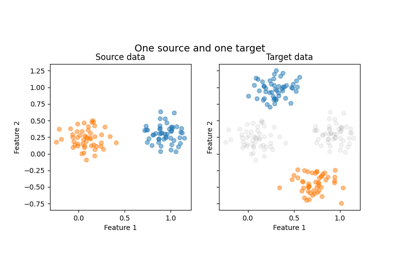 One source and one target
Source data
Target data
1.25
1.00
0.75
0.50
0.25
0.00
−0.25
−0.50
−0.75
Feature 2
Feature 2
0.0 0.5 1.0
0.0 0.5 1.0
Feature 1
Feature 1